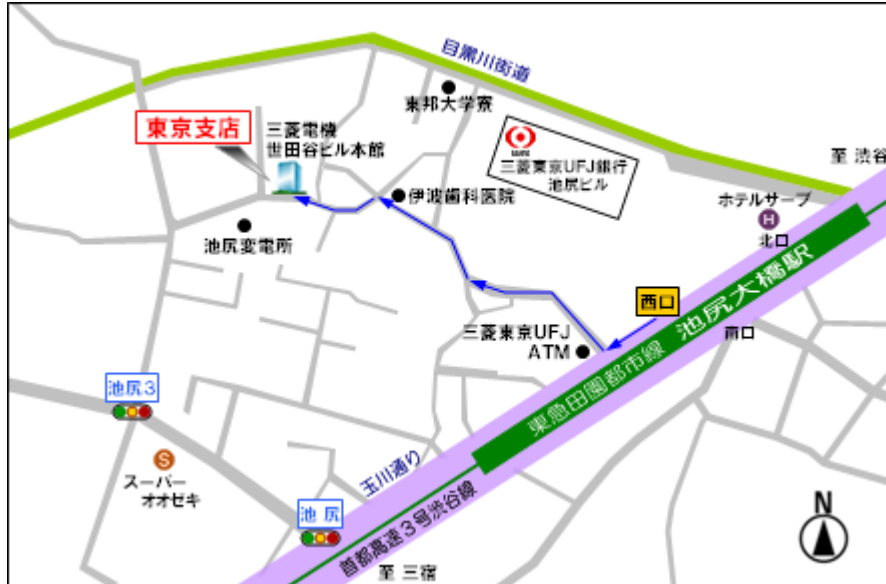 目黒川街道
東邦大学寮
東京支店
三菱電機
世田谷ビル本館
三菱東京UFJ銀行
池尻ビル
至 渋谷
伊波歯科医院
ホテルサーブ
H
北口
池尻変電所
西口
池尻大橋駅
東急田園都市線
南口
三菱東京UFJ
ATM
池尻3
S
スーパー
オオゼキ
玉川通り
池 尻
首都高速3号渋谷線
至 三宿
N